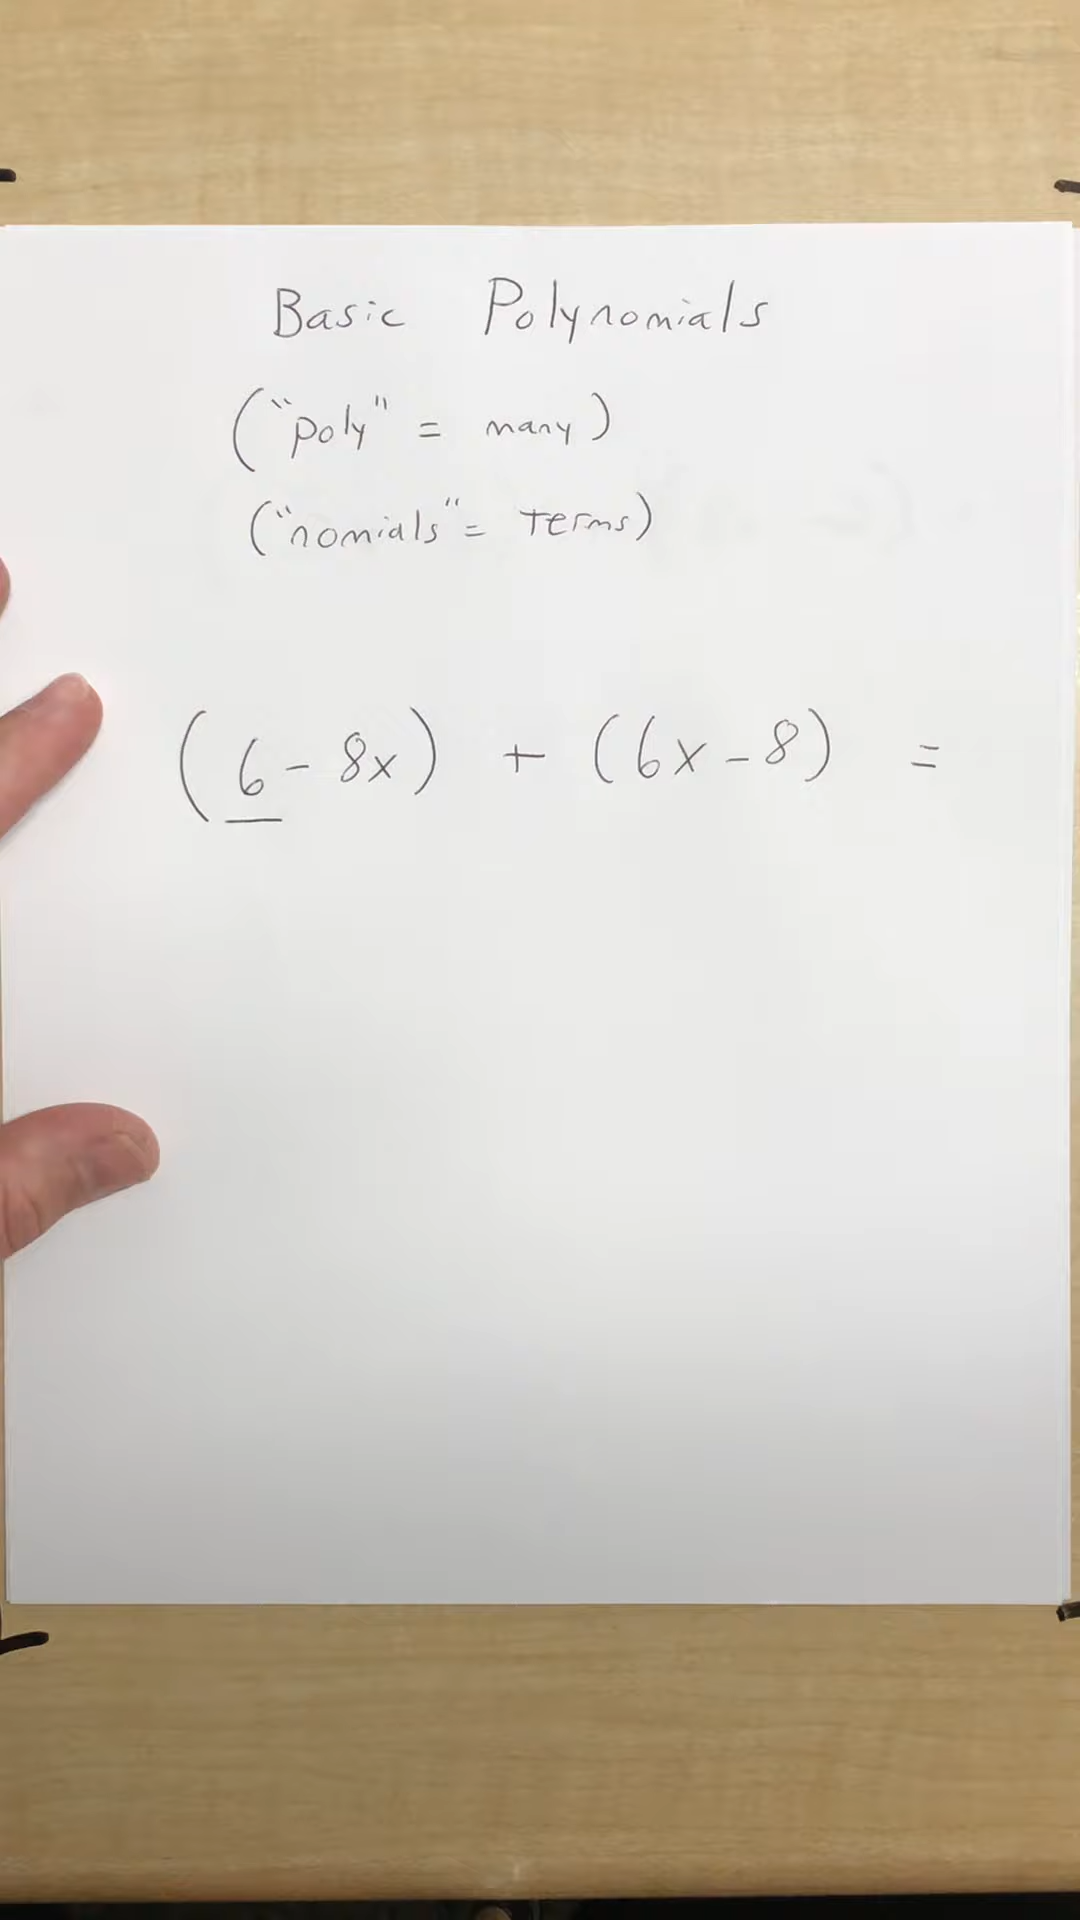 Basic Polynomials
("poly" = many)
("nomials" = terms)
(6 - 8x) + (6x - 8) =